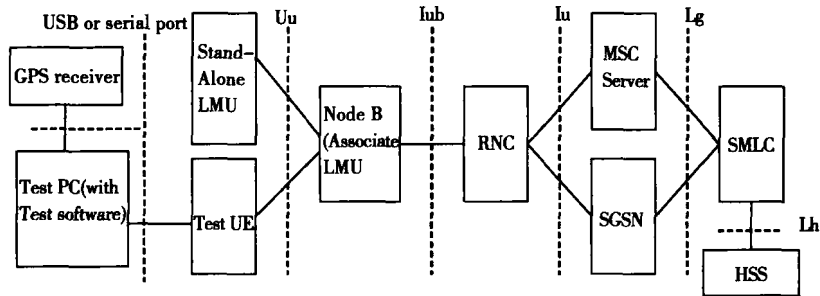 USB or serial port
Uu
Iub
Iu
Lg
GPS receiver
Stand-
Alone
LMU
MSC
Server
Node B
(Associate
LMU
RNC
SMLC
Test PC(with
Test software)
Test UE
SGSN
Lh
HSS